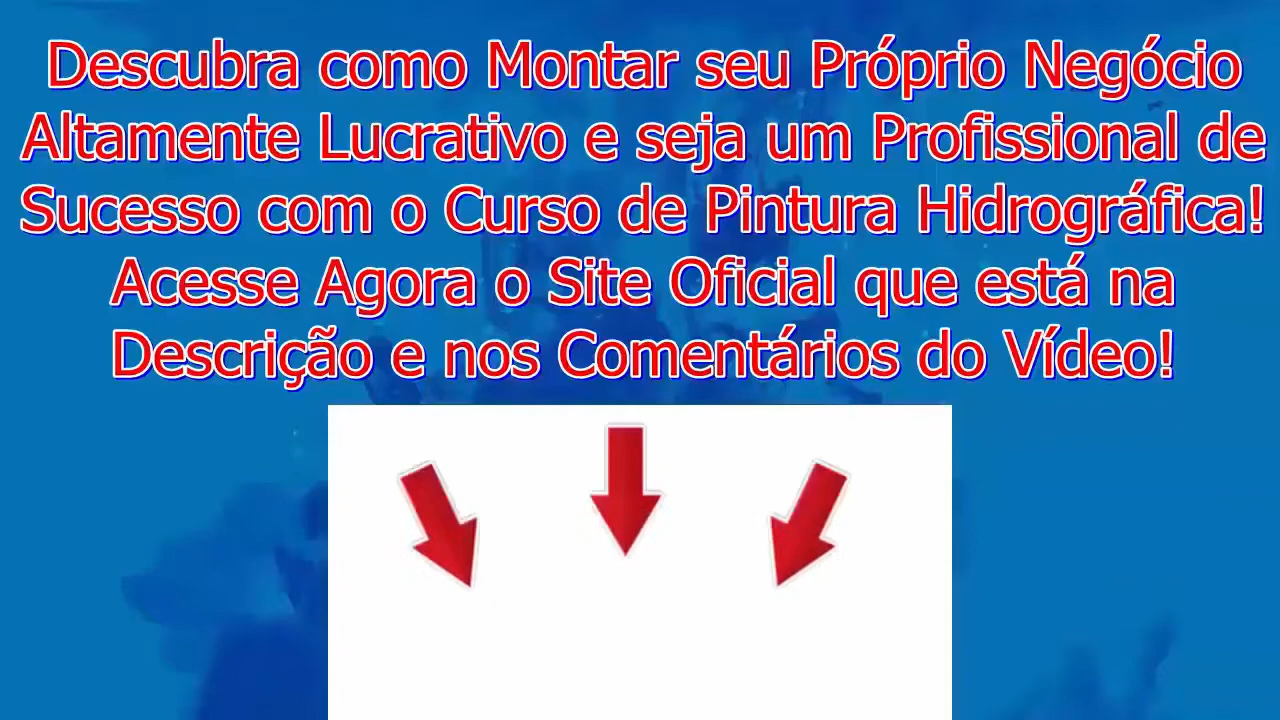 Descubra como Montar seu Próprio Negócio
Altamente Lucrativo e seja um Profissional de
Sucesso com o Curso de Pintura Hidrográfica!
Acesse Agora o Site Oficial que está na
Descrição e nos Comentários do Vídeo!